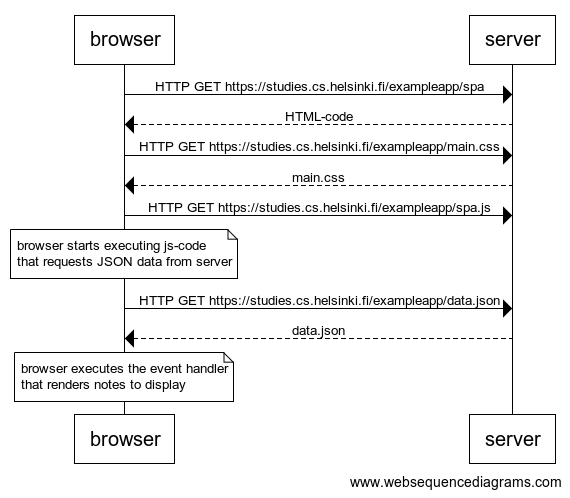 browser
server
HTTP GET https://studies.cs.helsinki.fi/exampleapp/spa
HTML-code
HTTP GET https://studies.cs.helsinki.fi/exampleapp/main.css
main.css
HTTP GET https://studies.cs.helsinki.fi/exampleapp/spa.js
browser starts executing js-code
that requests JSON data from server
HTTP GET https://studies.cs.helsinki.fi/exampleapp/data.json
data.json
browser executes the event handler
that renders notes to display
browser
server
www.websequencediagrams.com